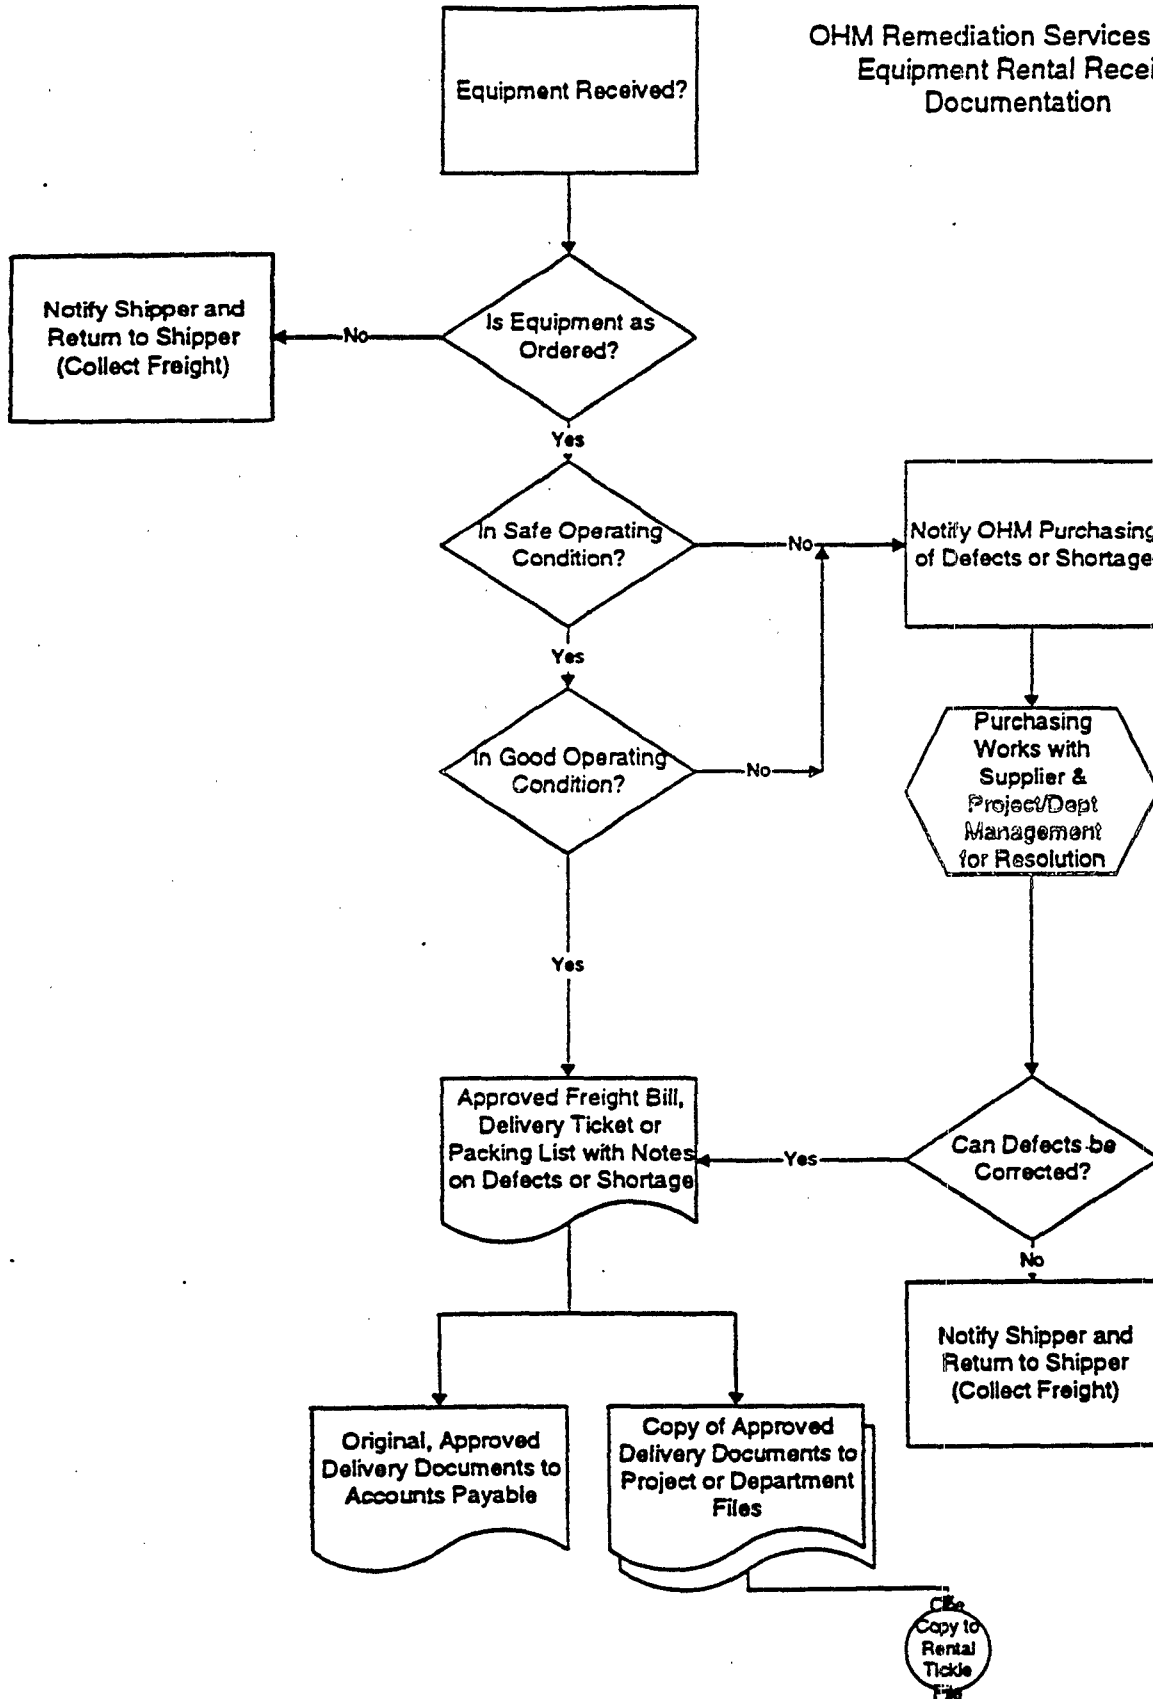 OHM Remediation Services
Equipment Rental Recei
Documentation
Equipment Received?
Is Equipment as
Ordered?
No
Notify Shipper and
Return to Shipper
(Collect Freight)
Yes
In Safe Operating
Condition?
No
Notify OHM Purchasing
of Defects or Shortage
Yes
In Good Operating
Condition?
No
Purchasing
Works with
Supplier &
Project/Dept
Management
for Resolution
Yes
Approved Freight Bill,
Delivery Ticket or
Packing List with Notes
on Defects or Shortage
Yes
Can Defects be
Corrected?
No
Notify Shipper and
Return to Shipper
(Collect Freight)
Original, Approved
Delivery Documents to
Accounts Payable
Copy of Approved
Delivery Documents to
Project or Department
Files
Copy to
Rental
Tickle
File